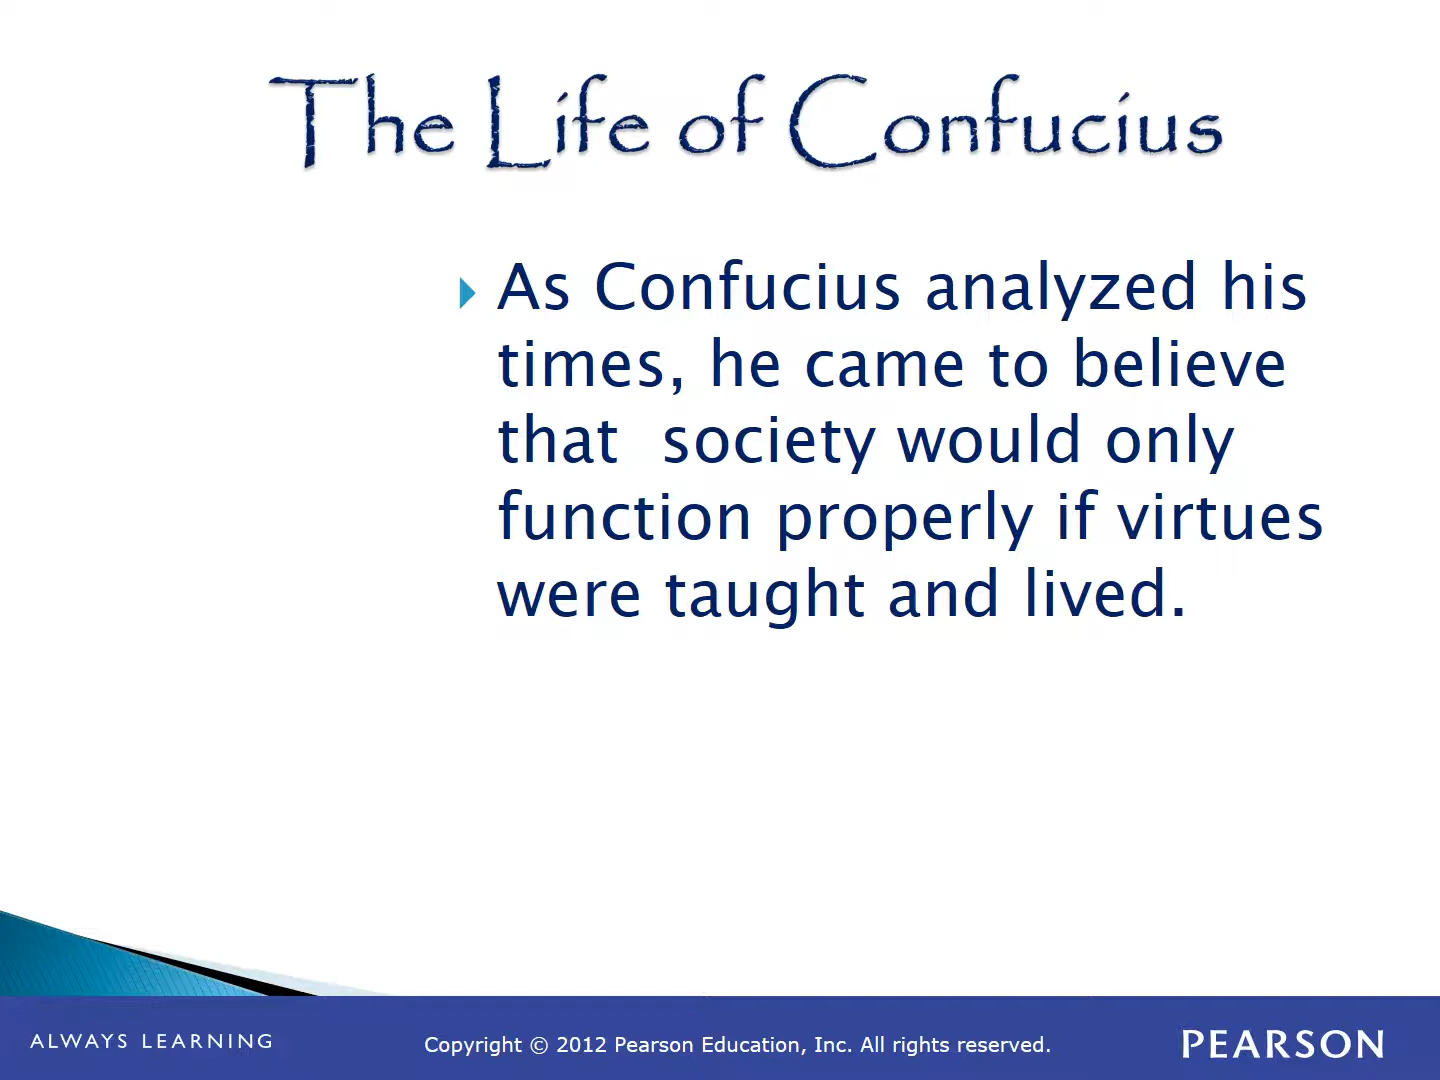 The Life of Confucius
As Confucius analyzed his
times, he came to believe
that  society would only
function properly if virtues
were taught and lived.
ALWAYS LEARNING
Copyright © 2012 Pearson Education, Inc. All rights reserved.
PEARSON